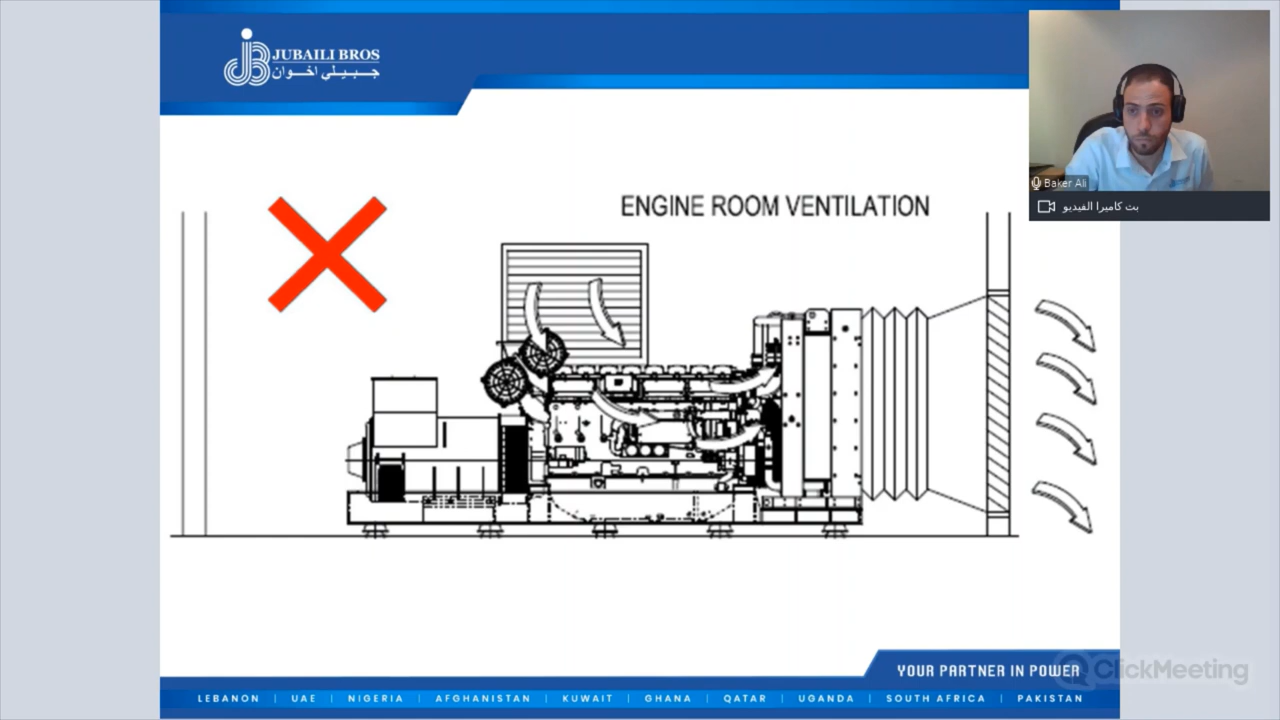 JUBAILI BROS
جبيلي اخوان
ENGINE ROOM VENTILATION
Baker Ali
بث كاميرا الفيديو
YOUR PARTNER IN POWER
ClickMeeting
LEBANON | UAE | NIGERIA | AFGHANISTAN | KUWAIT | GHANA | QATAR | UGANDA | SOUTH AFRICA | PAKISTAN